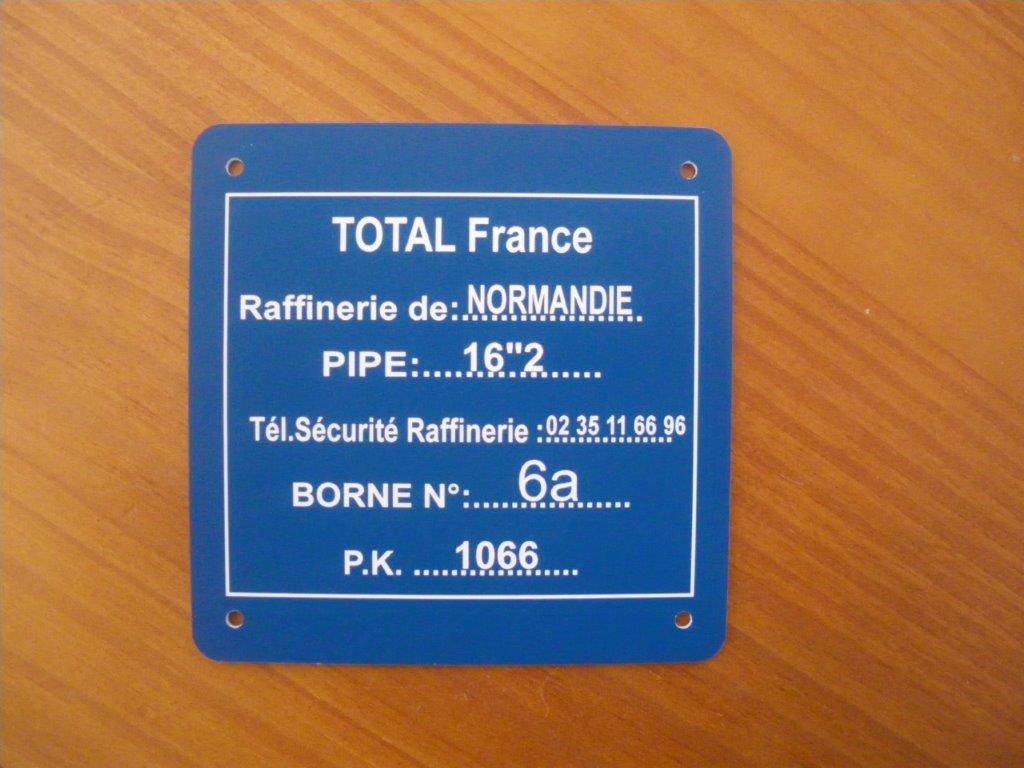 TOTAL France
Raffinerie de:..NORMANDIE..
PIPE:.....16"2......
Tél.Sécurité Raffinerie :02 35 11 66 96
BORNE N°:.....6a......
P.K. .....1066.....